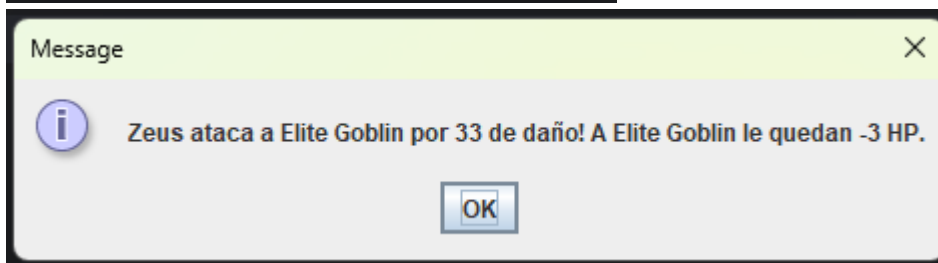 Message
Zeus ataca a Elite Goblin por 33 de daño! A Elite Goblin le quedan -3 HP.
OK